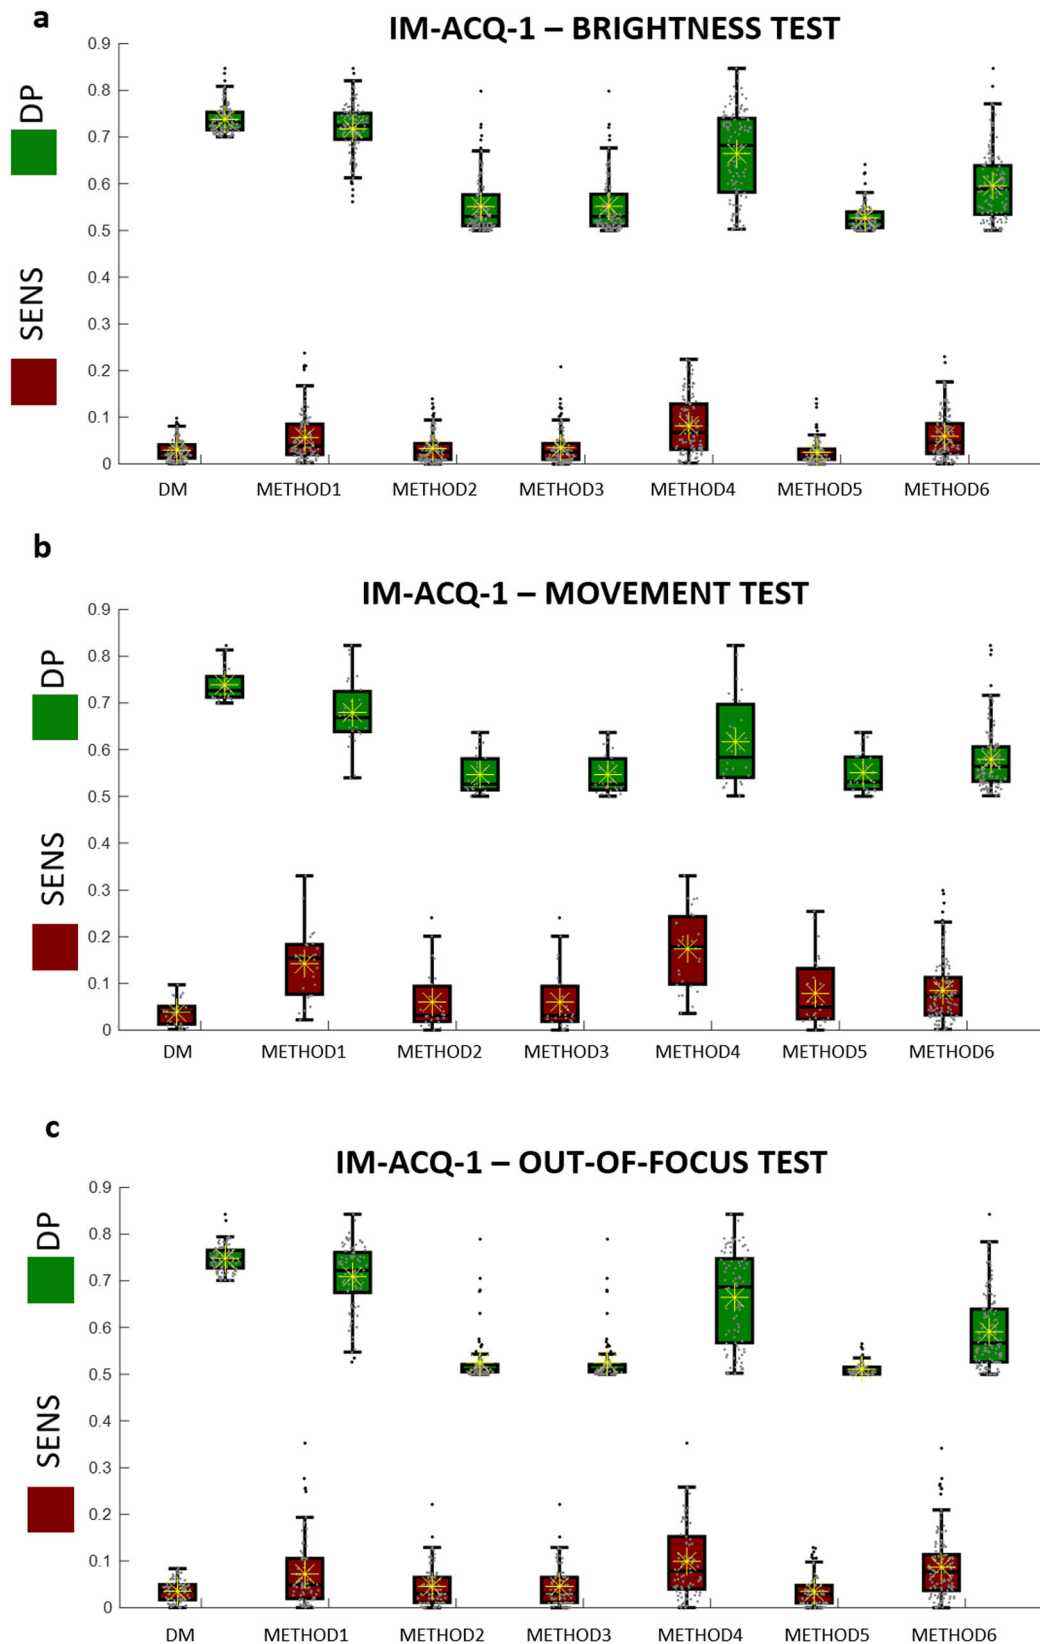 a
IM-ACQ-1 – BRIGHTNESS TEST
DP
SENS
0.9
0.8
0.7
0.6
0.5
0.4
0.3
0.2
0.1
0
DM METHOD1 METHOD2 METHOD3 METHOD4 METHOD5 METHOD6
b
IM-ACQ-1 – MOVEMENT TEST
DP
SENS
0.9
0.8
0.7
0.6
0.5
0.4
0.3
0.2
0.1
0
DM METHOD1 METHOD2 METHOD3 METHOD4 METHOD5 METHOD6
c
IM-ACQ-1 – OUT-OF-FOCUS TEST
DP
SENS
0.9
0.8
0.7
0.6
0.5
0.4
0.3
0.2
0.1
0
DM METHOD1 METHOD2 METHOD3 METHOD4 METHOD5 METHOD6